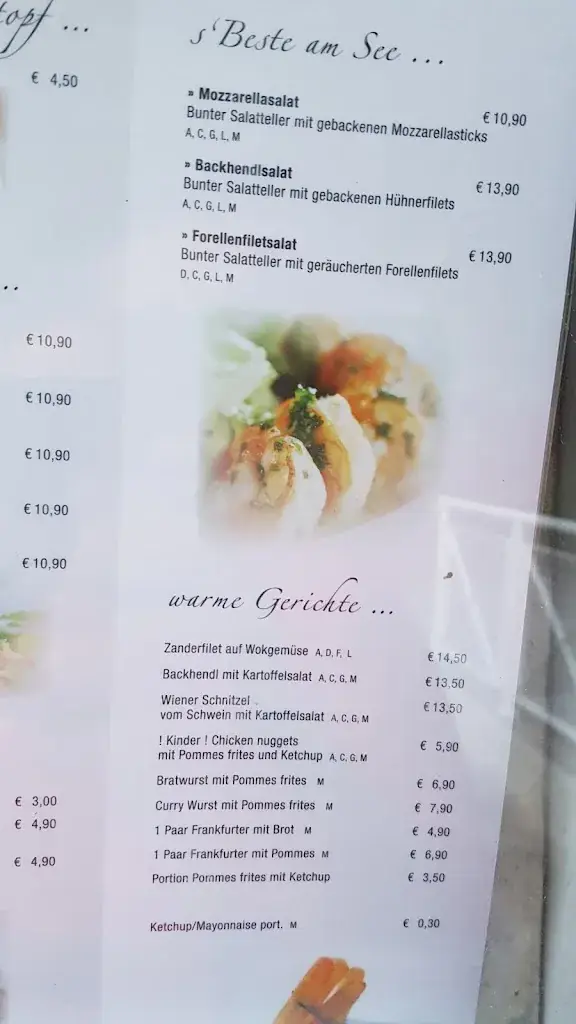 topf ...
€ 4,50
..
€ 10,90
€ 10,90
€ 10,90
€ 10,90
€ 10,90
€ 3,00
€ 4,90
€ 4,90
s'Beste am See ...
» Mozzarellasalat
Bunter Salatteller mit gebackenen Mozzarellasticks € 10,90
A, C, G, L, M
» Backhendlsalat
Bunter Salatteller mit gebackenen Hühnerfilets € 13,90
A, C, G, L, M
» Forellenfiletsalat
Bunter Salatteller mit geräucherten Forellenfilets € 13,90
D, C, G, L, M
warme Gerichte ...
Zanderfilet auf Wokgemüse A, D, F, L € 14,50
Backhendl mit Kartoffelsalat A, C, G, M € 13,50
Wiener Schnitzel
vom Schwein mit Kartoffelsalat A, C, G, M € 13,50
! Kinder ! Chicken nuggets
mit Pommes frites und Ketchup A, C, G, M € 5,90
Bratwurst mit Pommes frites M € 6,90
Curry Wurst mit Pommes frites M € 7,90
1 Paar Frankfurter mit Brot M € 4,90
1 Paar Frankfurter mit Pommes M € 6,90
Portion Pommes frites mit Ketchup € 3,50
Ketchup/Mayonnaise port. M € 0,30